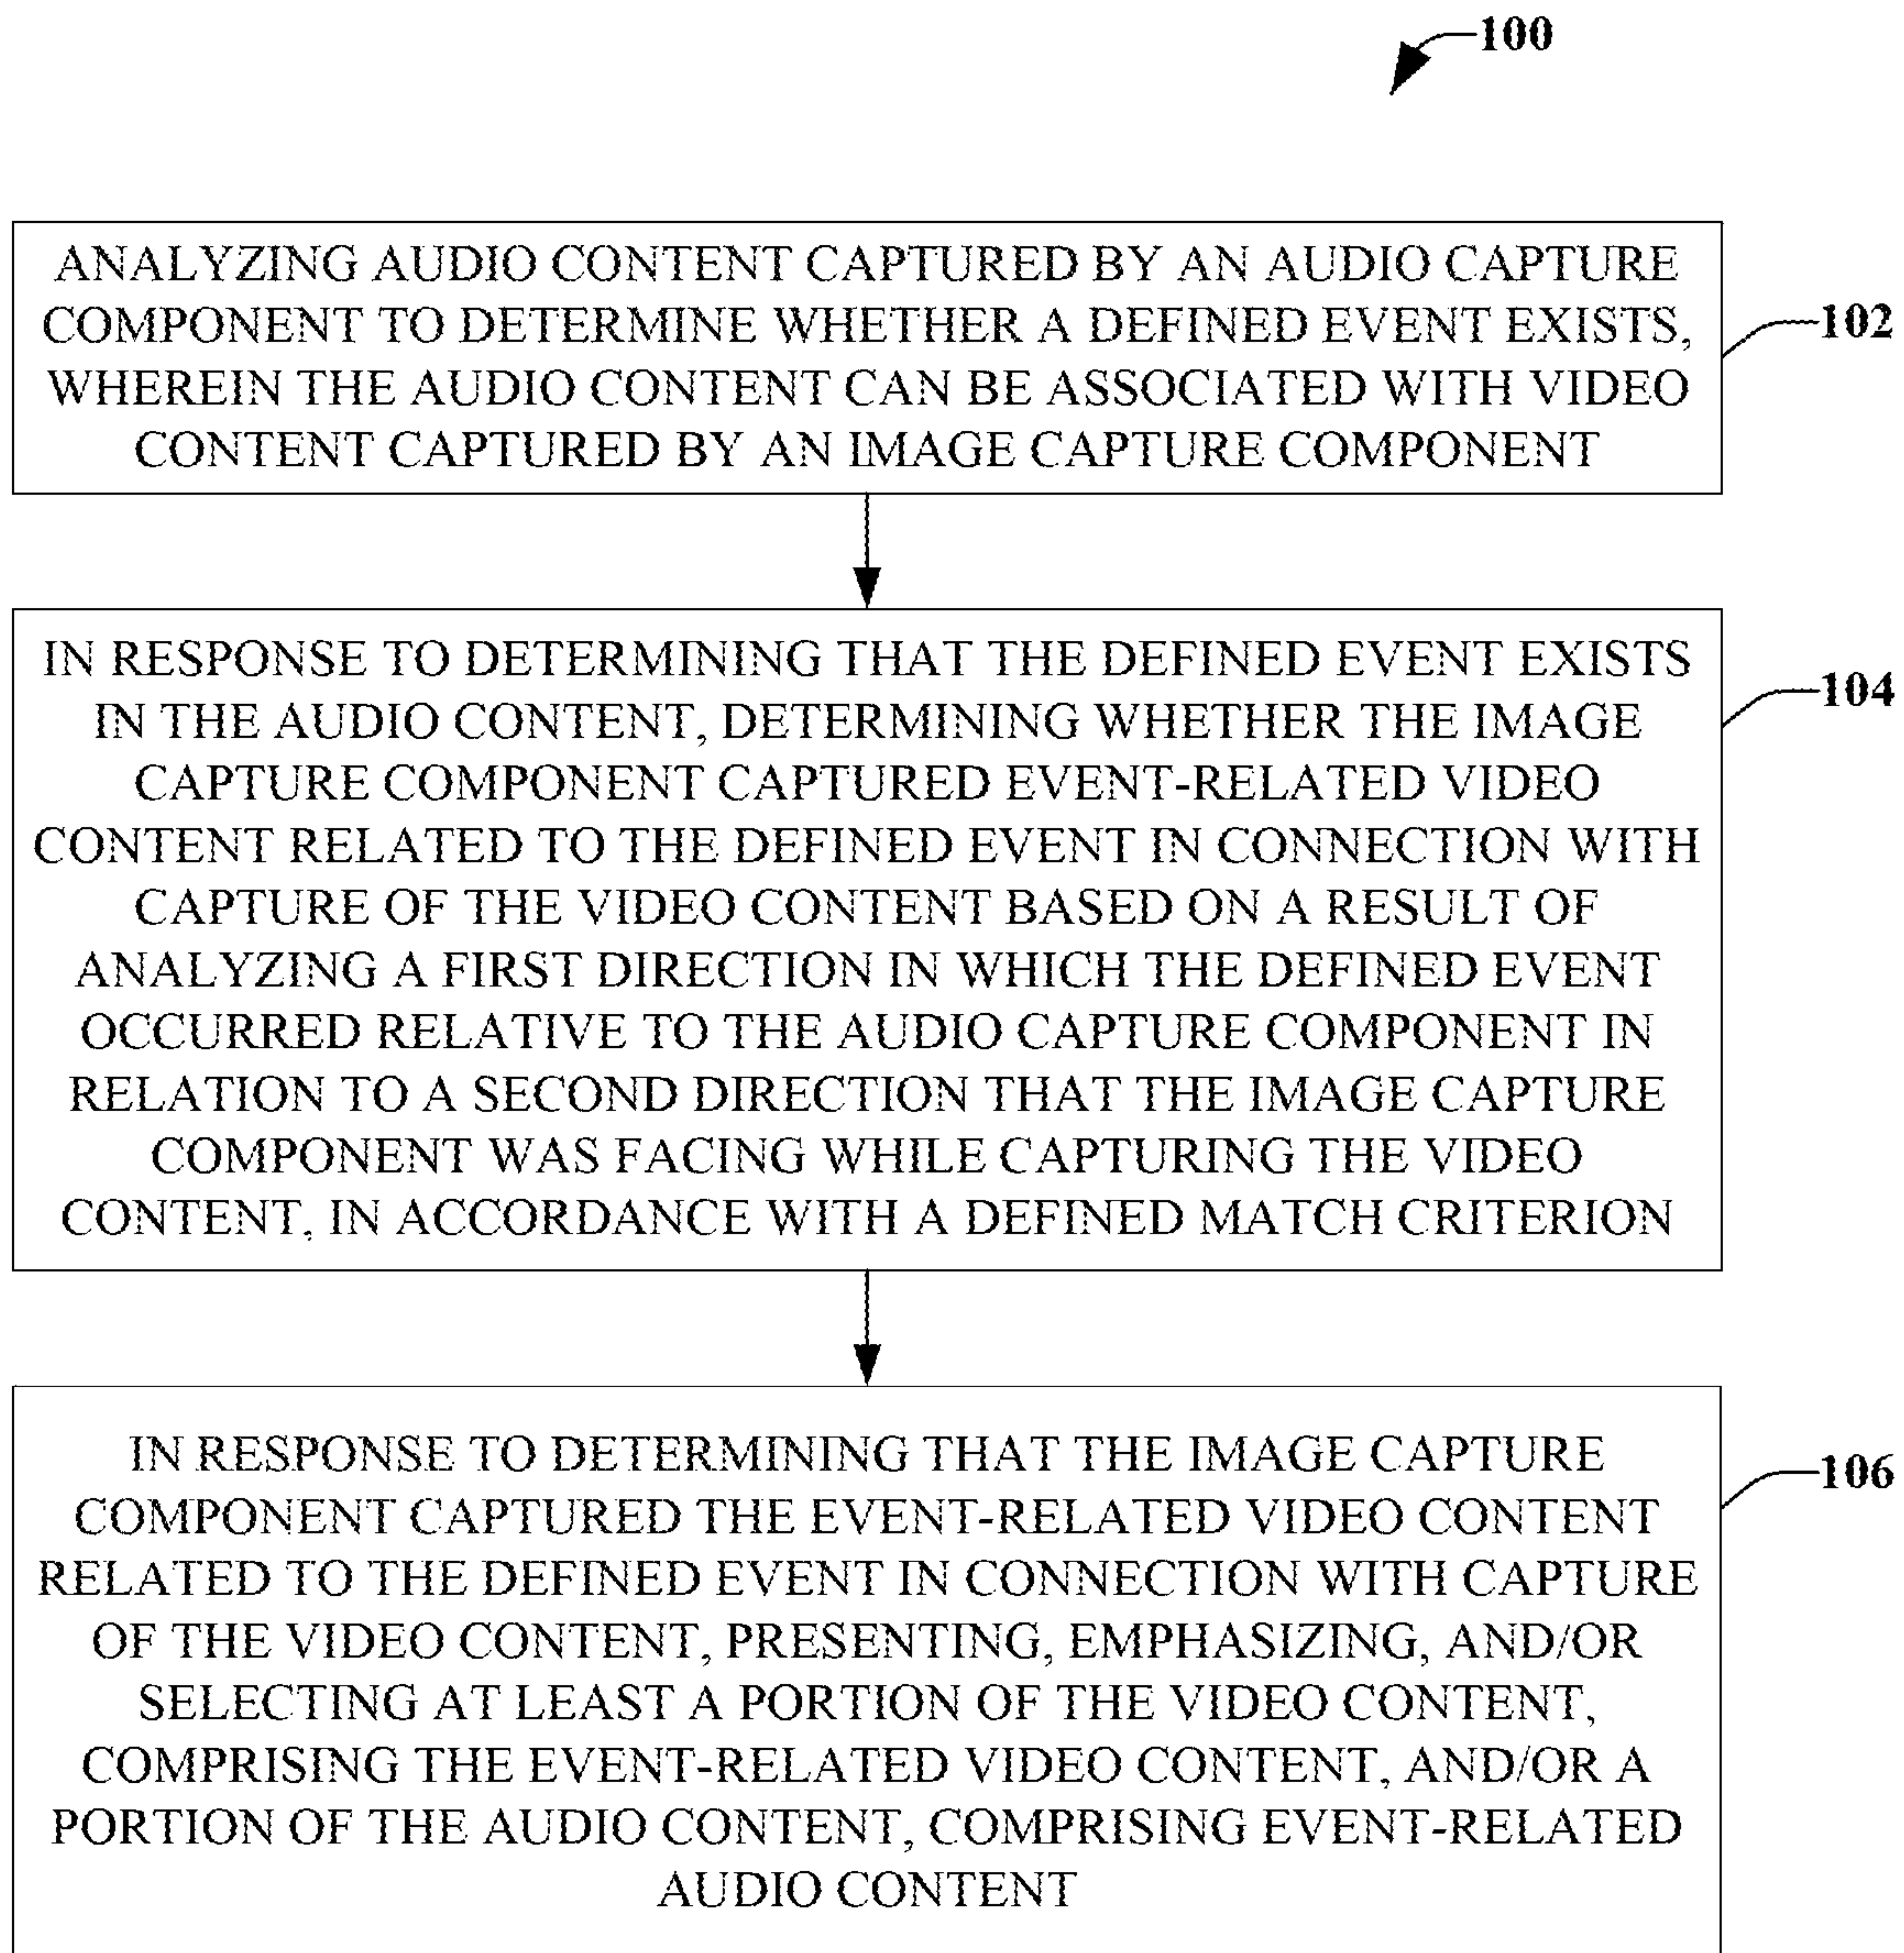 100
ANALYZING AUDIO CONTENT CAPTURED BY AN AUDIO CAPTURE
COMPONENT TO DETERMINE WHETHER A DEFINED EVENT EXISTS,
WHEREIN THE AUDIO CONTENT CAN BE ASSOCIATED WITH VIDEO
CONTENT CAPTURED BY AN IMAGE CAPTURE COMPONENT
102
IN RESPONSE TO DETERMINING THAT THE DEFINED EVENT EXISTS
IN THE AUDIO CONTENT, DETERMINING WHETHER THE IMAGE
CAPTURE COMPONENT CAPTURED EVENT-RELATED VIDEO
CONTENT RELATED TO THE DEFINED EVENT IN CONNECTION WITH
CAPTURE OF THE VIDEO CONTENT BASED ON A RESULT OF
ANALYZING A FIRST DIRECTION IN WHICH THE DEFINED EVENT
OCCURRED RELATIVE TO THE AUDIO CAPTURE COMPONENT IN
RELATION TO A SECOND DIRECTION THAT THE IMAGE CAPTURE
COMPONENT WAS FACING WHILE CAPTURING THE VIDEO
CONTENT, IN ACCORDANCE WITH A DEFINED MATCH CRITERION
104
IN RESPONSE TO DETERMINING THAT THE IMAGE CAPTURE
COMPONENT CAPTURED THE EVENT-RELATED VIDEO CONTENT
RELATED TO THE DEFINED EVENT IN CONNECTION WITH CAPTURE
OF THE VIDEO CONTENT, PRESENTING, EMPHASIZING, AND/OR
SELECTING AT LEAST A PORTION OF THE VIDEO CONTENT,
COMPRISING THE EVENT-RELATED VIDEO CONTENT, AND/OR A
PORTION OF THE AUDIO CONTENT, COMPRISING EVENT-RELATED
AUDIO CONTENT
106